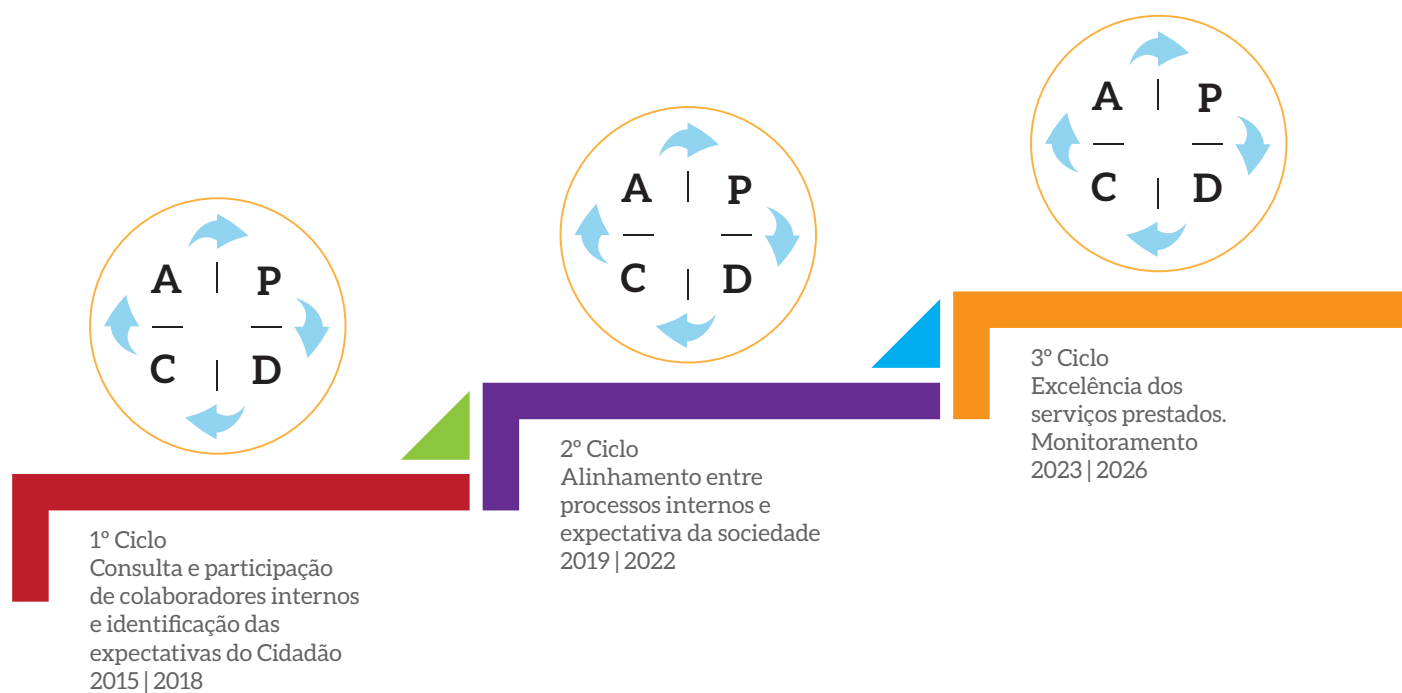 A | P
C | D
1º Ciclo
Consulta e participação
de colaboradores internos
e identificação das
expectativas do Cidadão
2015 | 2018
A | P
C | D
2º Ciclo
Alinhamento entre
processos internos e
expectativa da sociedade
2019 | 2022
A | P
C | D
3º Ciclo
Excelência dos
serviços prestados.
Monitoramento
2023 | 2026